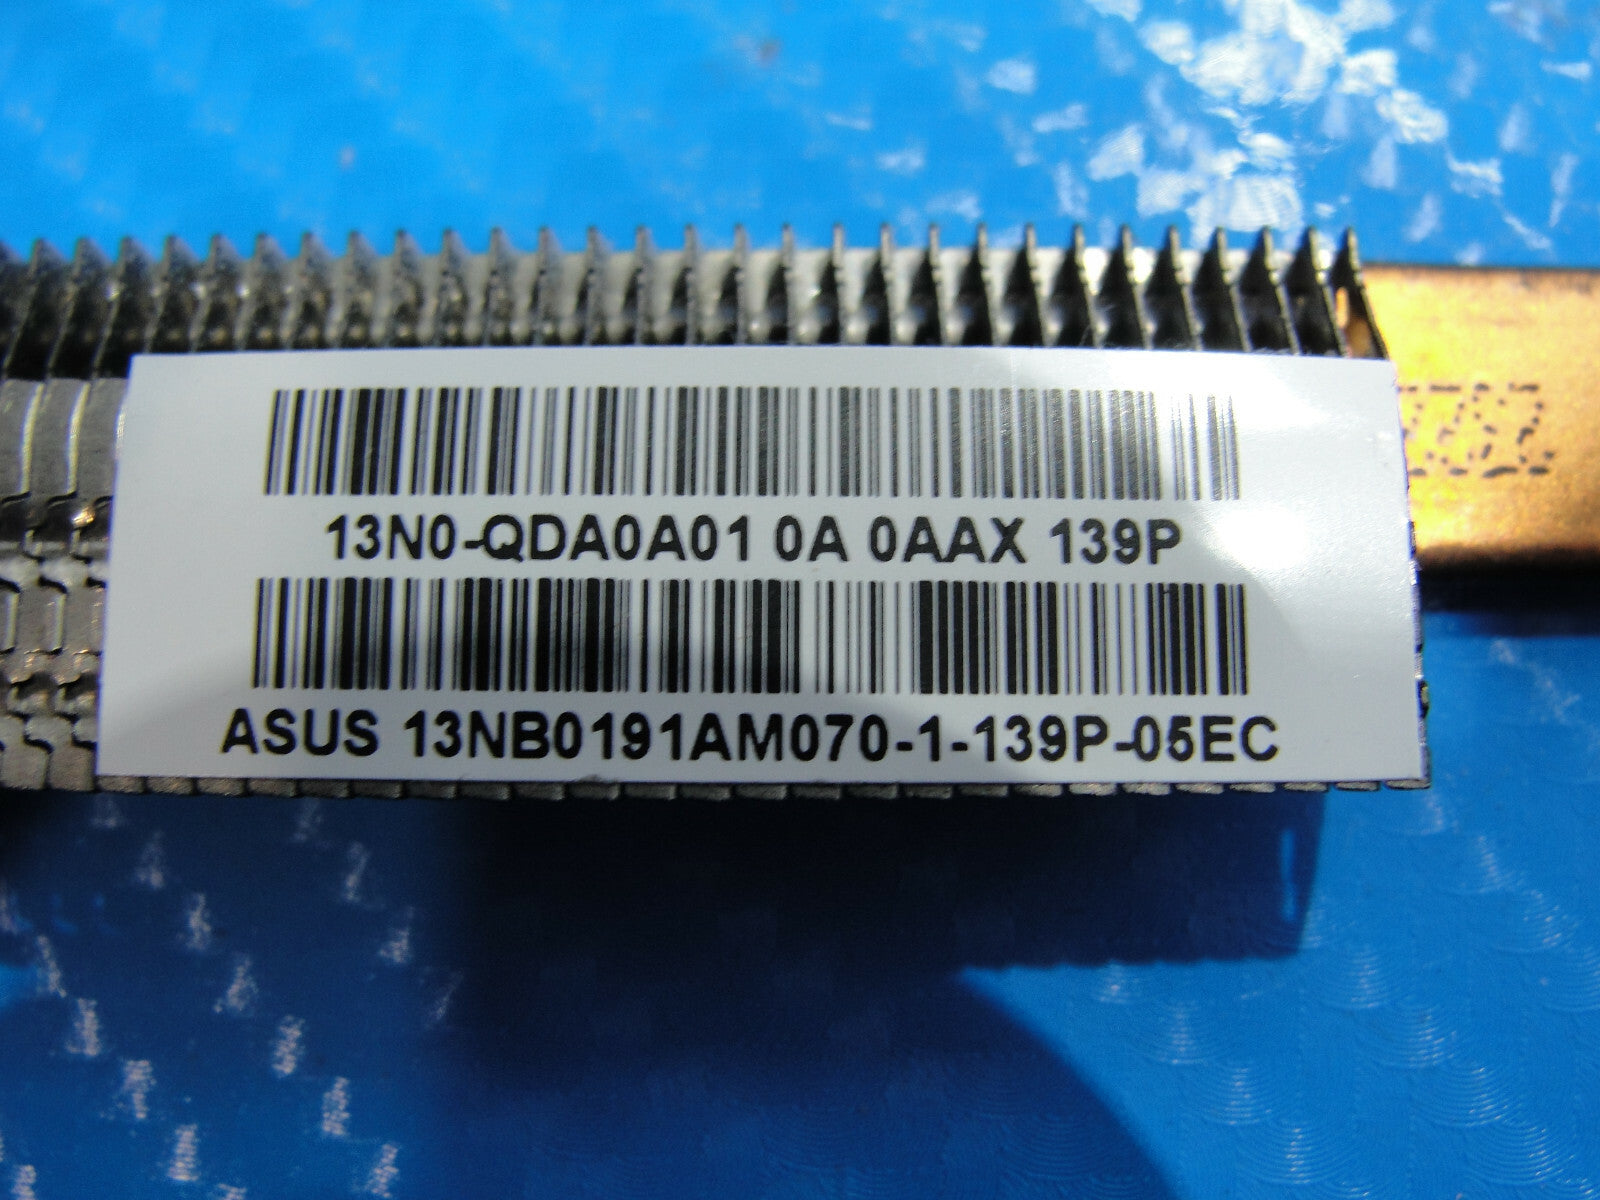 13N0-QDA0A01 0A 0AAX 139P
ASUS 13NB0191AM070-1-139P-05EC